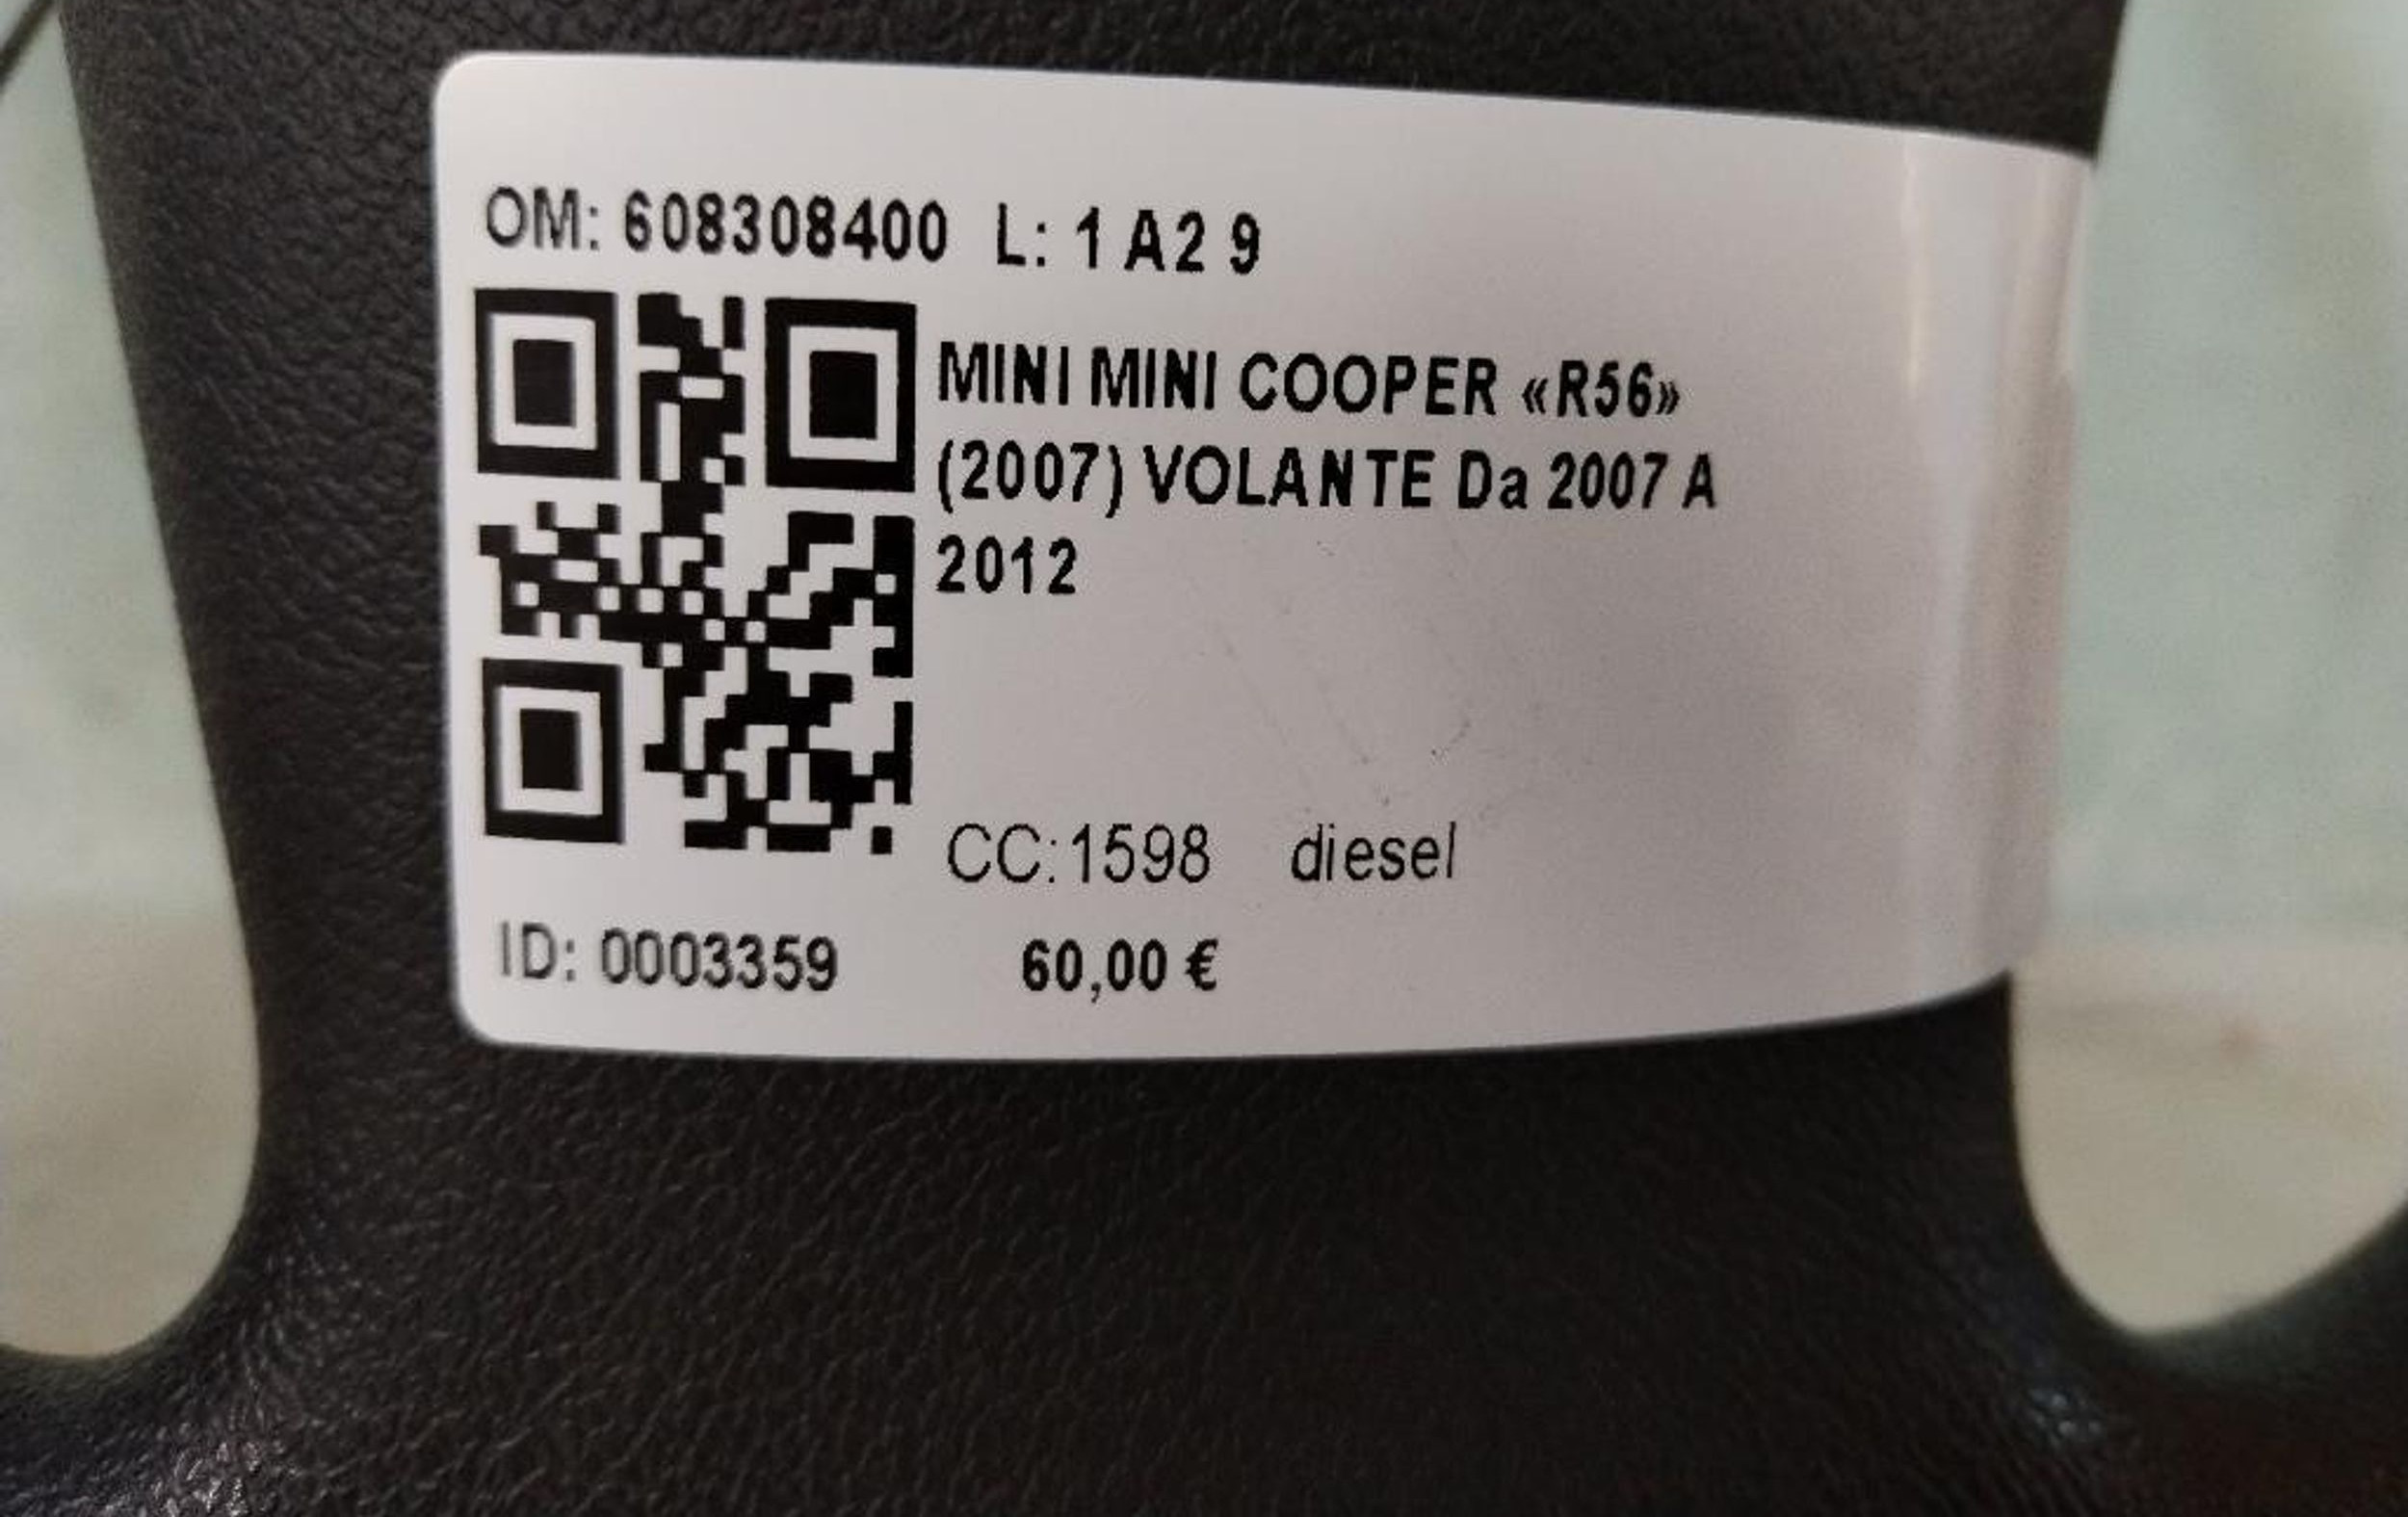 OM: 608308400 L: 1 A2 9
MINI MINI COOPER «R56»
(2007) VOLANTE Da 2007 A
2012
CC:1598 diesel
ID: 0003359 60,00 €